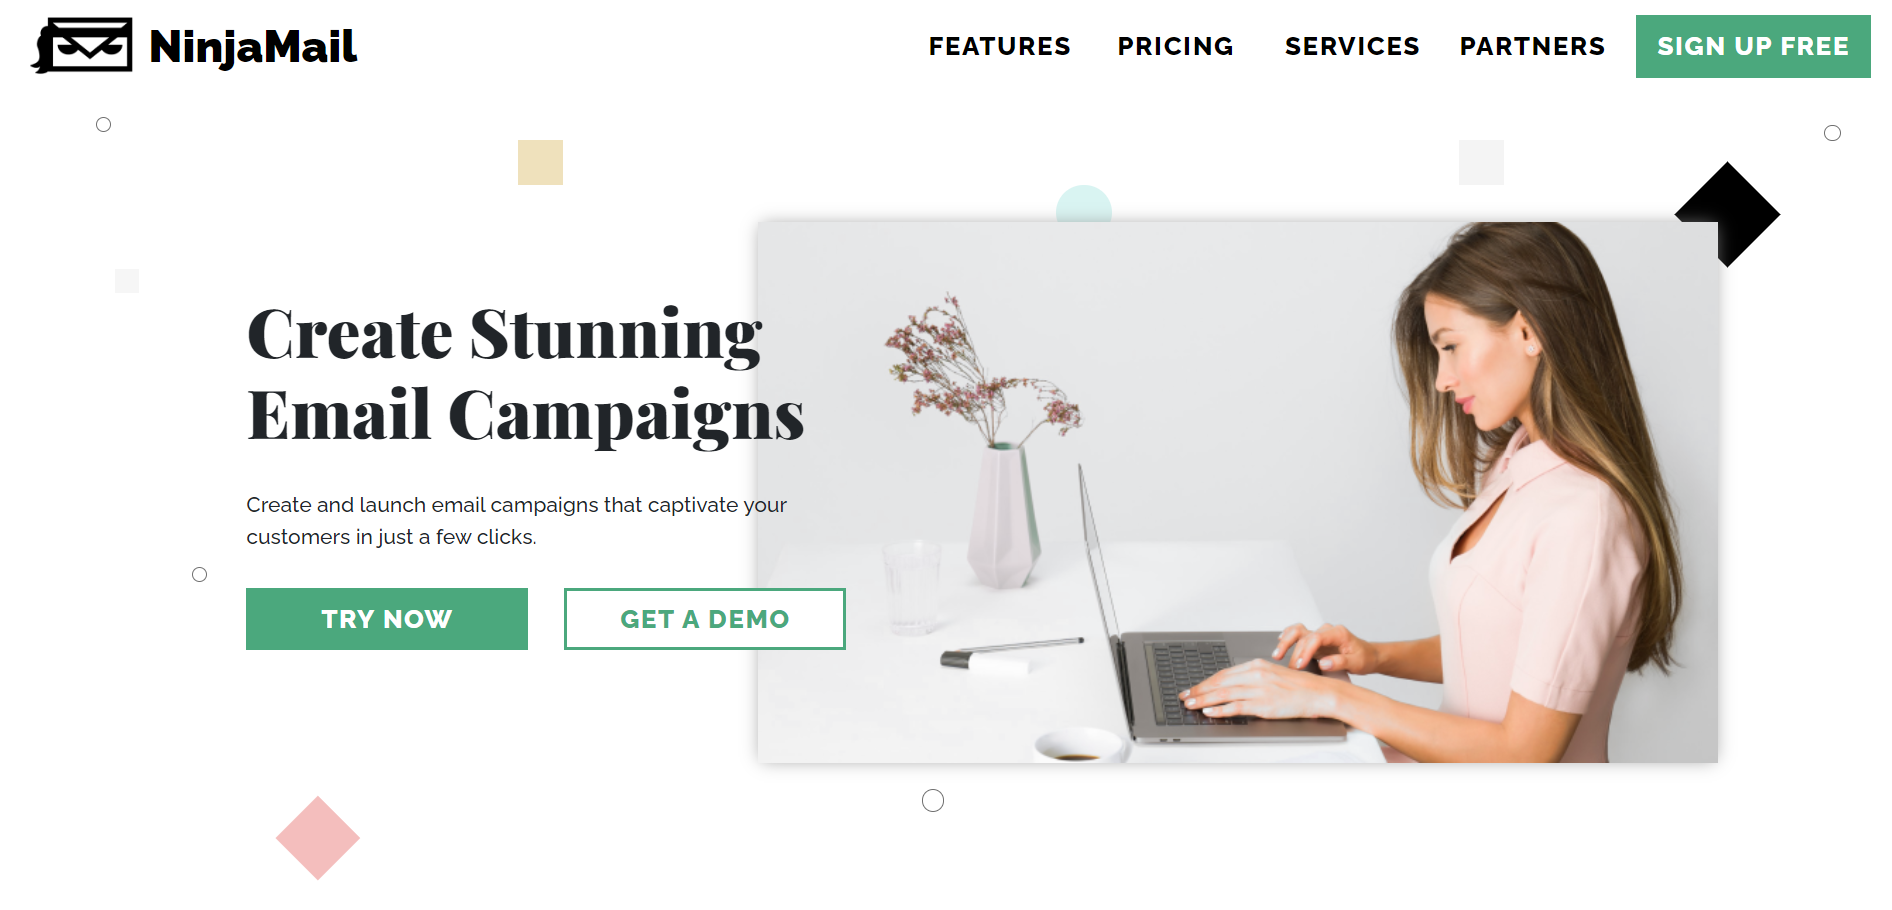 NinjaMail
FEATURES PRICING SERVICES PARTNERS SIGN UP FREE
Create Stunning
Email Campaigns
Create and launch email campaigns that captivate your
customers in just a few clicks.
TRY NOW GET A DEMO